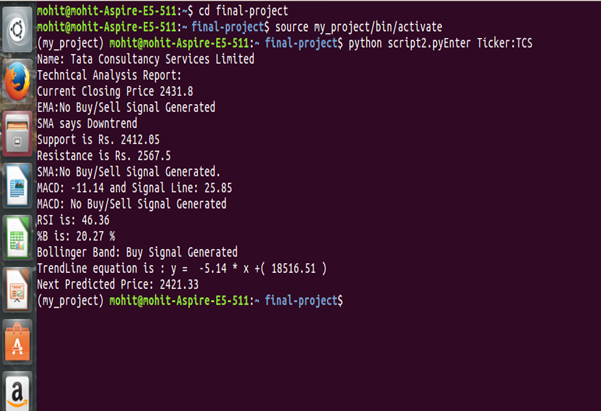 mohit@mohit-Aspire-E5-511:~$ cd final-project
mohit@mohit-Aspire-E5-511:~ final-project$ source my_project/bin/activate
(my_project) mohit@mohit-Aspire-E5-511:~ final-project$ python script2.pyEnter Ticker:TCS
Name: Tata Consultancy Services Limited
Technical Analysis Report:
Current Closing Price 2431.8
EMA:No Buy/Sell Signal Generated
SMA says Downtrend
Support is Rs. 2412.05
Resistance is Rs. 2567.5
SMA:No Buy/Sell Signal Generated.
MACD: -11.14 and Signal Line: 25.85
MACD: No Buy/Sell Signal Generated
RSI is: 46.36
%B is: 20.27 %
Bollinger Band: Buy Signal Generated
TrendLine equation is : y =  -5.14 * x +( 18516.51 )
Next Predicted Price: 2421.33
(my_project) mohit@mohit-Aspire-E5-511:~ final-project$